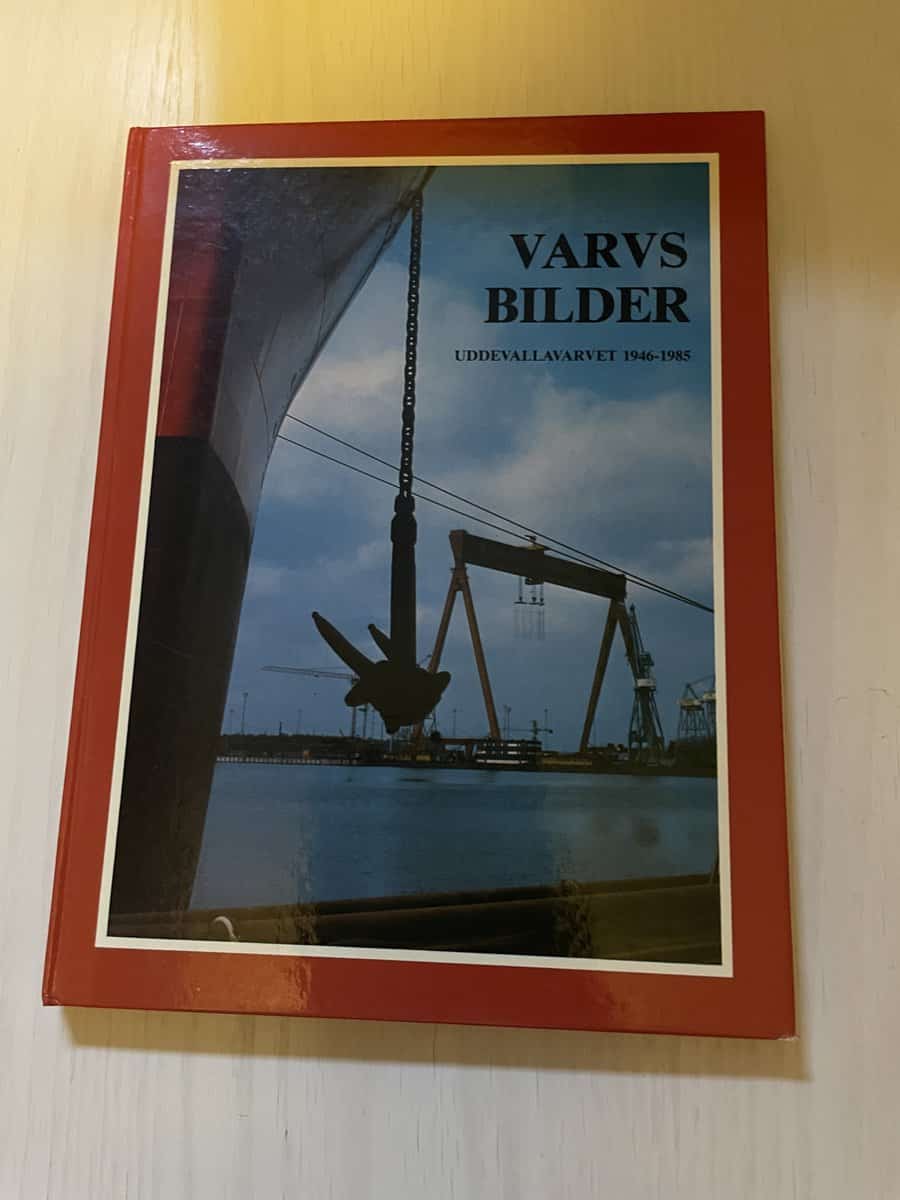 VARVS
BILDER
UDDEVALLAVARVET 1946-1985